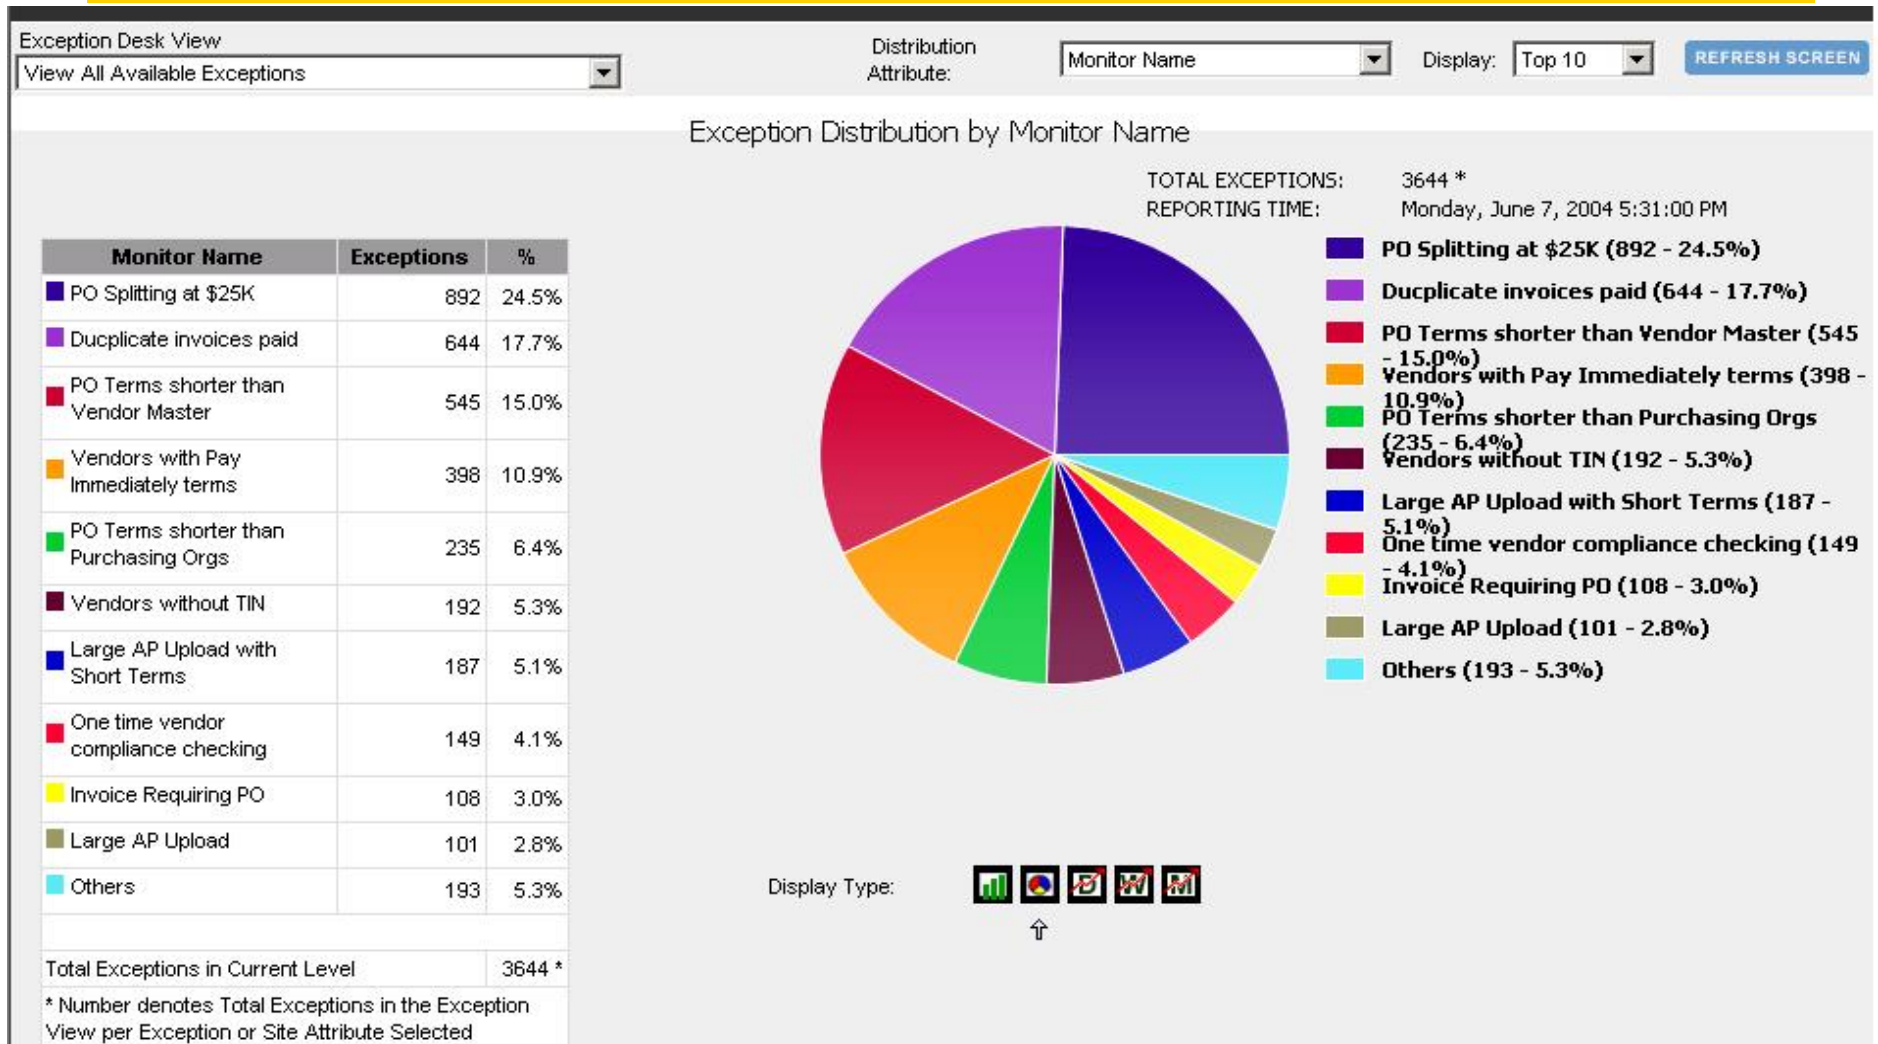 Exception Desk View
View All Available Exceptions
Distribution
Attribute:
Monitor Name
Display:
Top 10
REFRESH SCREEN
Exception Distribution by Monitor Name
TOTAL EXCEPTIONS: 3644 *
REPORTING TIME: Monday, June 7, 2004 5:31:00 PM
Monitor Name Exceptions %
PO Splitting at $25K 892 24.5%
Ducplicate invoices paid 644 17.7%
PO Terms shorter than
Vendor Master 545 15.0%
Vendors with Pay
Immediately terms 398 10.9%
PO Terms shorter than
Purchasing Orgs 235 6.4%
Vendors without TIN 192 5.3%
Large AP Upload with
Short Terms 187 5.1%
One time vendor
compliance checking 149 4.1%
Invoice Requiring PO 108 3.0%
Large AP Upload 101 2.8%
Others 193 5.3%
Total Exceptions in Current Level 3644 *
* Number denotes Total Exceptions in the Exception
View per Exception or Site Attribute Selected
PO Splitting at $25K (892 - 24.5%)
Ducplicate invoices paid (644 - 17.7%)
PO Terms shorter than Vendor Master (545
- 15.0%)
Vendors with Pay Immediately terms (398 -
10.9%)
PO Terms shorter than Purchasing Orgs
(235 - 6.4%)
Vendors without TIN (192 - 5.3%)
Large AP Upload with Short Terms (187 -
5.1%)
One time vendor compliance checking (149
- 4.1%)
Invoice Requiring PO (108 - 3.0%)
Large AP Upload (101 - 2.8%)
Others (193 - 5.3%)
Display Type:
D W M